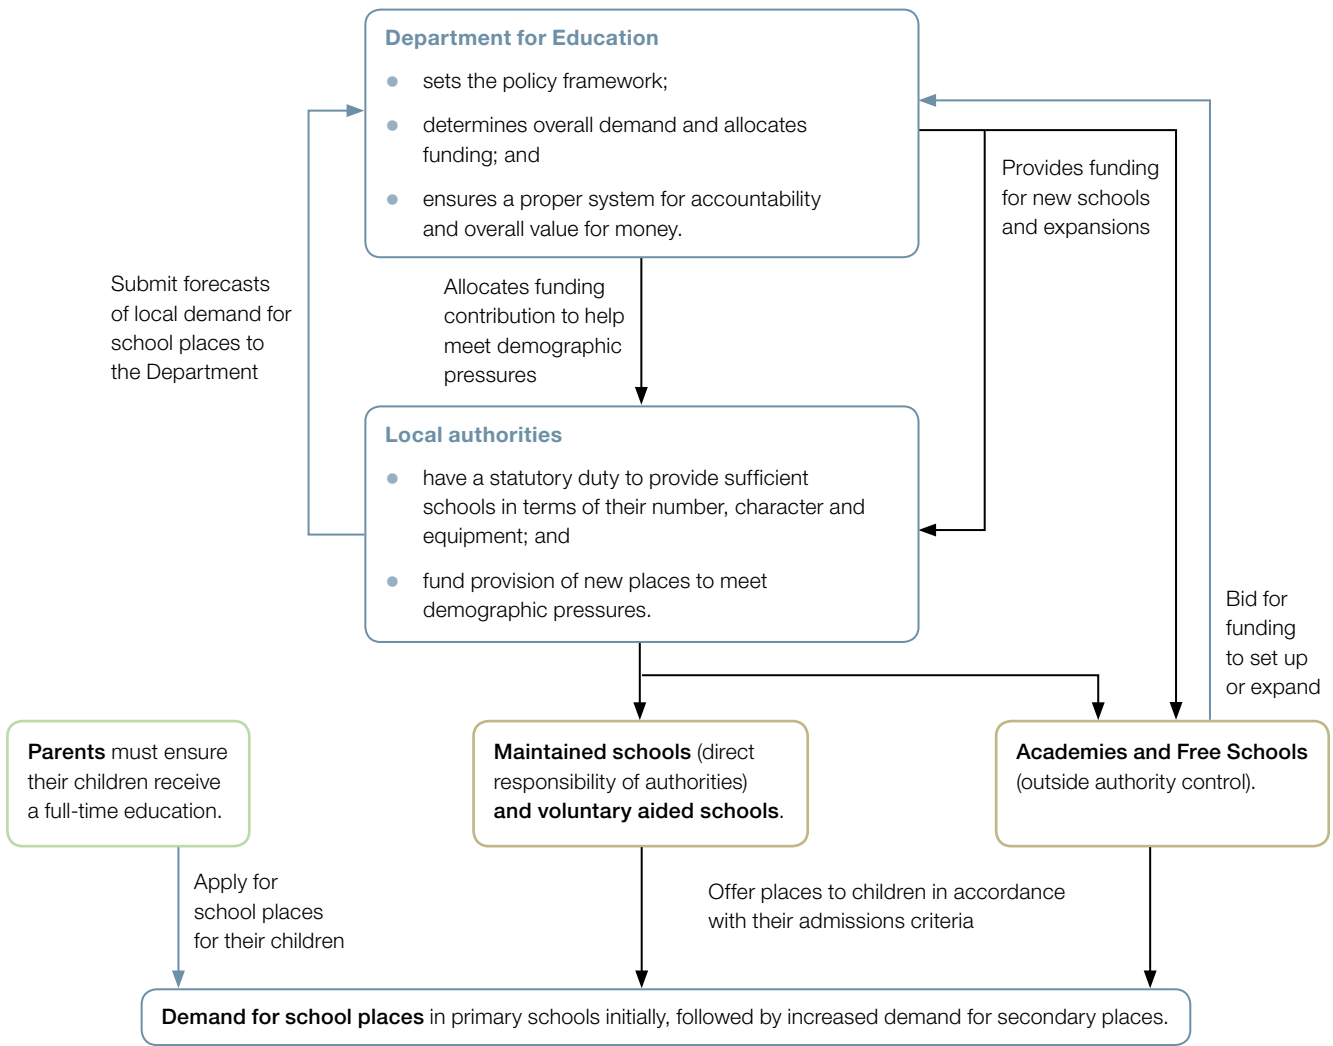 Department for Education
sets the policy framework;
determines overall demand and allocates
funding; and
ensures a proper system for accountability
and overall value for money.
Provides funding
for new schools
and expansions
Submit forecasts
of local demand for
school places to
the Department
Allocates funding
contribution to help
meet demographic
pressures
Local authorities
have a statutory duty to provide sufficient
schools in terms of their number, character and
equipment; and
fund provision of new places to meet
demographic pressures.
Bid for
funding
to set up
or expand
Parents must ensure
their children receive
a full-time education.
Maintained schools (direct
responsibility of authorities)
and voluntary aided schools.
Academies and Free Schools
(outside authority control).
Apply for
school places
for their children
Offer places to children in accordance
with their admissions criteria
Demand for school places in primary schools initially, followed by increased demand for secondary places.